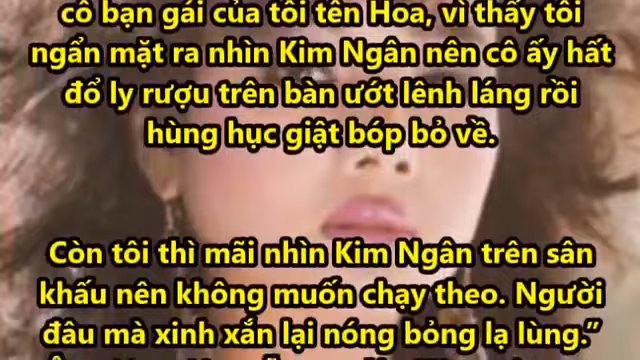 cô bạn gái của tôi tên Hoa, vì thấy tôi
ngẩn mặt ra nhìn Kim Ngân nên cô ấy hất
đổ ly rượu trên bàn ướt lênh láng rồi
hùng hục giật bóp bỏ về.
Còn tôi thì mãi nhìn Kim Ngân trên sân
khấu nên không muốn chạy theo. Người
đâu mà xinh xắn lại nóng bỏng lạ lùng.”